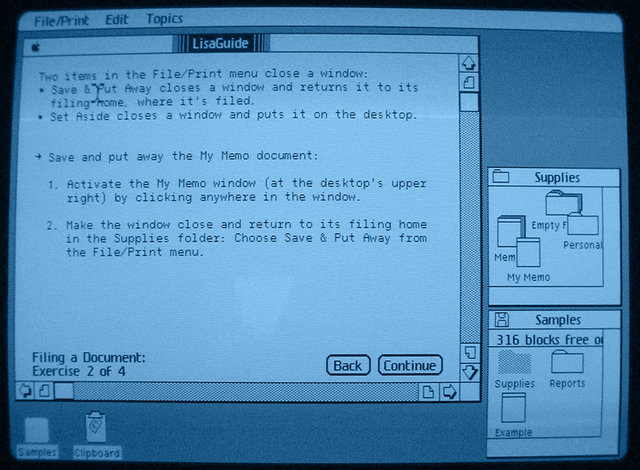 File/Print Edit Topics
LisaGuide
Two items in the File/Print menu close a window:
• Save & Put Away closes a window and returns it to its
filing home, where it's filed.
• Set Aside closes a window and puts it on the desktop.
→ Save and put away the My Memo document:
1. Activate the My Memo window (at the desktop's upper
right) by clicking anywhere in the window.
2. Make the window close and return to its filing home
in the Supplies folder: Choose Save & Put Away from
the File/Print menu.
Filing a Document:
Exercise 2 of 4
Back Continue
Supplies
Empty F
Personal
Mem
My Memo
Samples
316 blocks free o
Supplies Reports
Example
Samples Clipboard